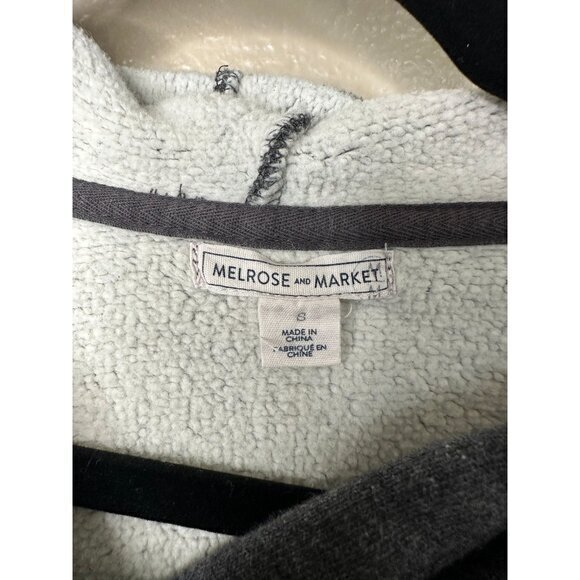 MELROSE AND MARKET
S
MADE IN
CHINA
FABRIQUÉ EN
CHINE